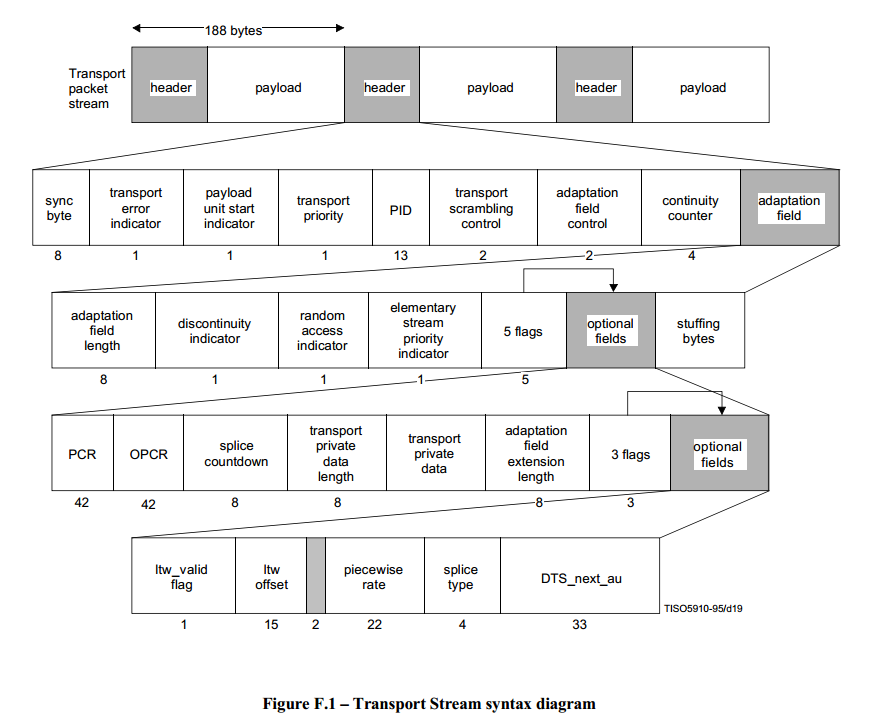 188 bytes
Transport
packet
stream
header
payload
header
payload
header
payload
sync
byte
transport
error
indicator
payload
unit start
indicator
transport
priority
PID
transport
scrambling
control
adaptation
field
control
continuity
counter
adaptation
field
8
1
1
1
13
2
2
4
adaptation
field
length
discontinuity
indicator
random
access
indicator
elementary
stream
priority
indicator
5 flags
optional
fields
stuffing
bytes
8
1
1
1
5
PCR
OPCR
splice
countdown
transport
private
data
length
transport
private
data
adaptation
field
extension
length
3 flags
optional
fields
42
42
8
8
8
3
ltw_valid
flag
ltw
offset
piecewise
rate
splice
type
DTS_next_au
TISO5910-95/d19
1
15
2
22
4
33
Figure F.1 – Transport Stream syntax diagram